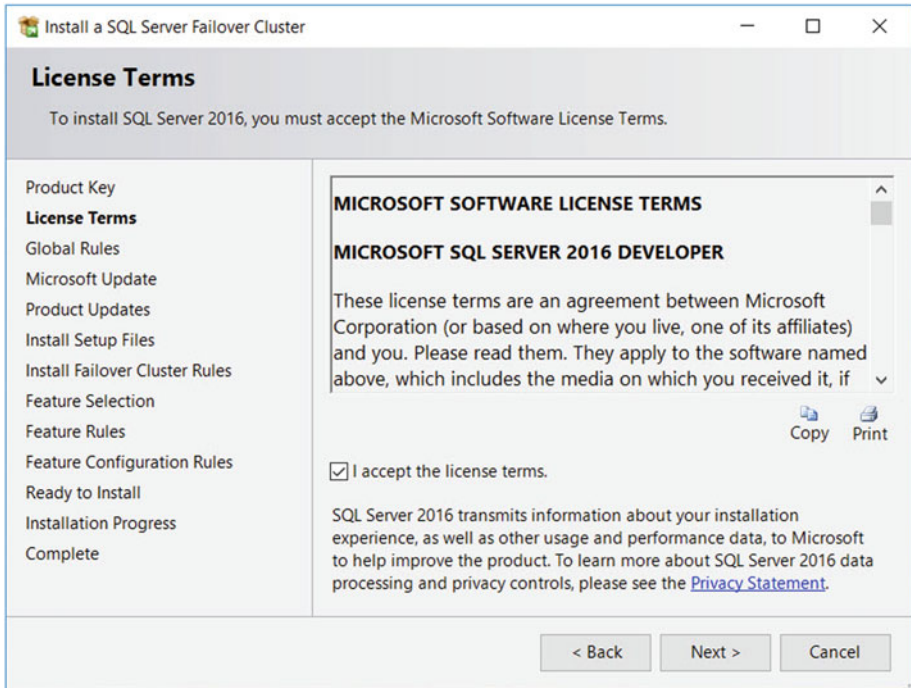 Install a SQL Server Failover Cluster
License Terms
To install SQL Server 2016, you must accept the Microsoft Software License Terms.
Product Key
License Terms
Global Rules
Microsoft Update
Product Updates
Install Setup Files
Install Failover Cluster Rules
Feature Selection
Feature Rules
Feature Configuration Rules
Ready to Install
Installation Progress
Complete
MICROSOFT SOFTWARE LICENSE TERMS
MICROSOFT SQL SERVER 2016 DEVELOPER
These license terms are an agreement between Microsoft
Corporation (or based on where you live, one of its affiliates)
and you. Please read them. They apply to the software named
above, which includes the media on which you received it, if
Copy Print
I accept the license terms.
SQL Server 2016 transmits information about your installation
experience, as well as other usage and performance data, to Microsoft
to help improve the product. To learn more about SQL Server 2016 data
processing and privacy controls, please see the Privacy Statement.
< Back Next > Cancel